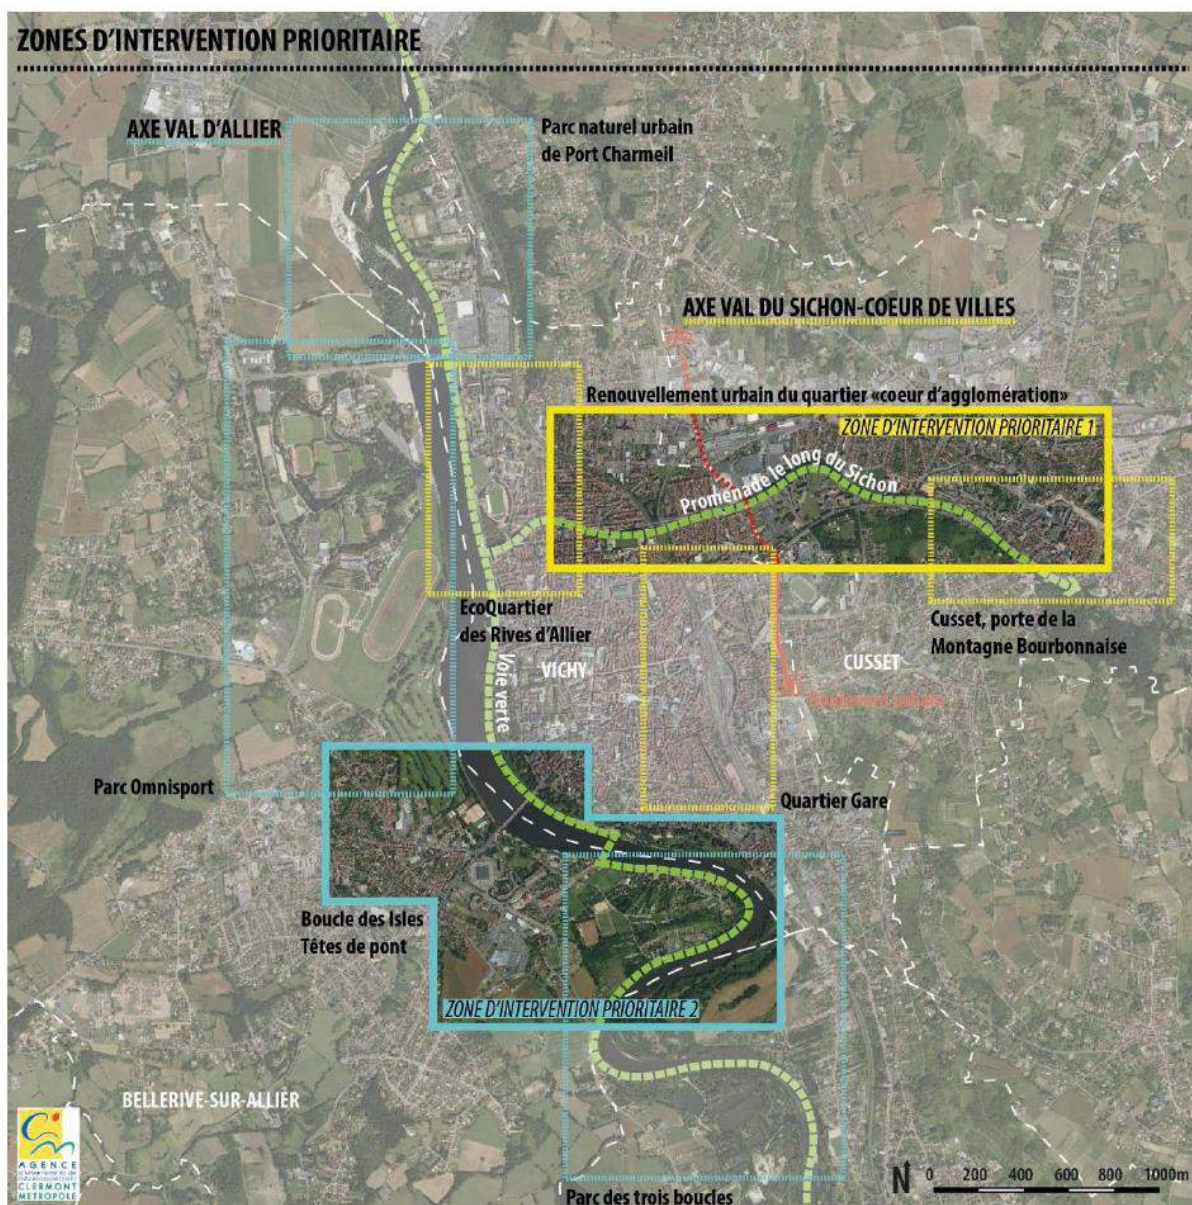 ZONES D'INTERVENTION PRIORITAIRE
AXE VAL D'ALLIER
Parc naturel urbain
de Port Charmeil
AXE VAL DU SICHON-COEUR DE VILLES
Renouvellement urbain du quartier «coeur d'agglomération»
ZONE D'INTERVENTION PRIORITAIRE 1
Promenade le long du Sichon
EcoQuartier
des Rives d'Allier
Cusset, porte de la
Montagne Bourbonnaise
VICHY
CUSSET
Voie verte
Parc Omnisport
Quartier Gare
Boucle des Isles
Têtes de pont
ZONE D'INTERVENTION PRIORITAIRE 2
BELLERIVE-SUR-ALLIER
Parc des trois boucles
AGENCE
CLERMONT
METROPOLE
N
0 200 400 600 800 1000m